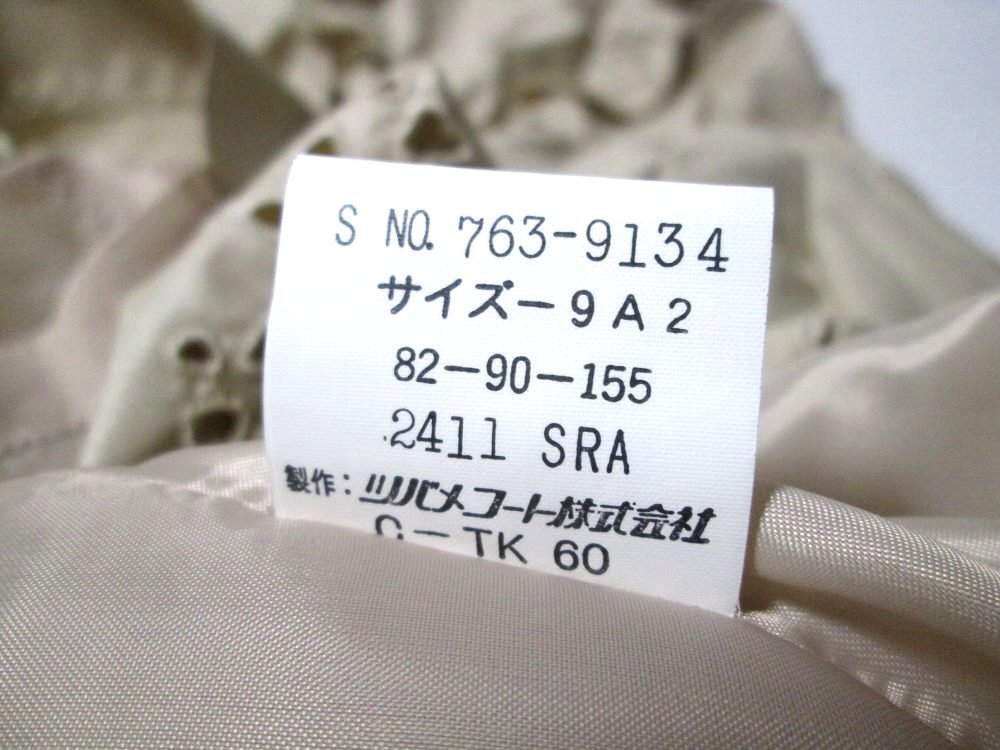 S NO. 763-9134
サイズー9A2
82-90-155
2411 SRA
製作：ツバメコート株式会社
C-TK 60